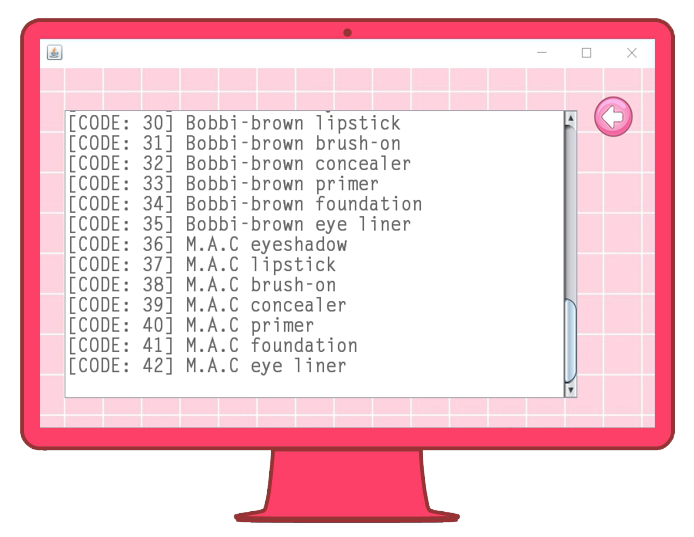 [CODE: 30] Bobbi-brown lipstick
[CODE: 31] Bobbi-brown brush-on
[CODE: 32] Bobbi-brown concealer
[CODE: 33] Bobbi-brown primer
[CODE: 34] Bobbi-brown foundation
[CODE: 35] Bobbi-brown eye liner
[CODE: 36] M.A.C eyeshadow
[CODE: 37] M.A.C lipstick
[CODE: 38] M.A.C brush-on
[CODE: 39] M.A.C concealer
[CODE: 40] M.A.C primer
[CODE: 41] M.A.C foundation
[CODE: 42] M.A.C eye liner